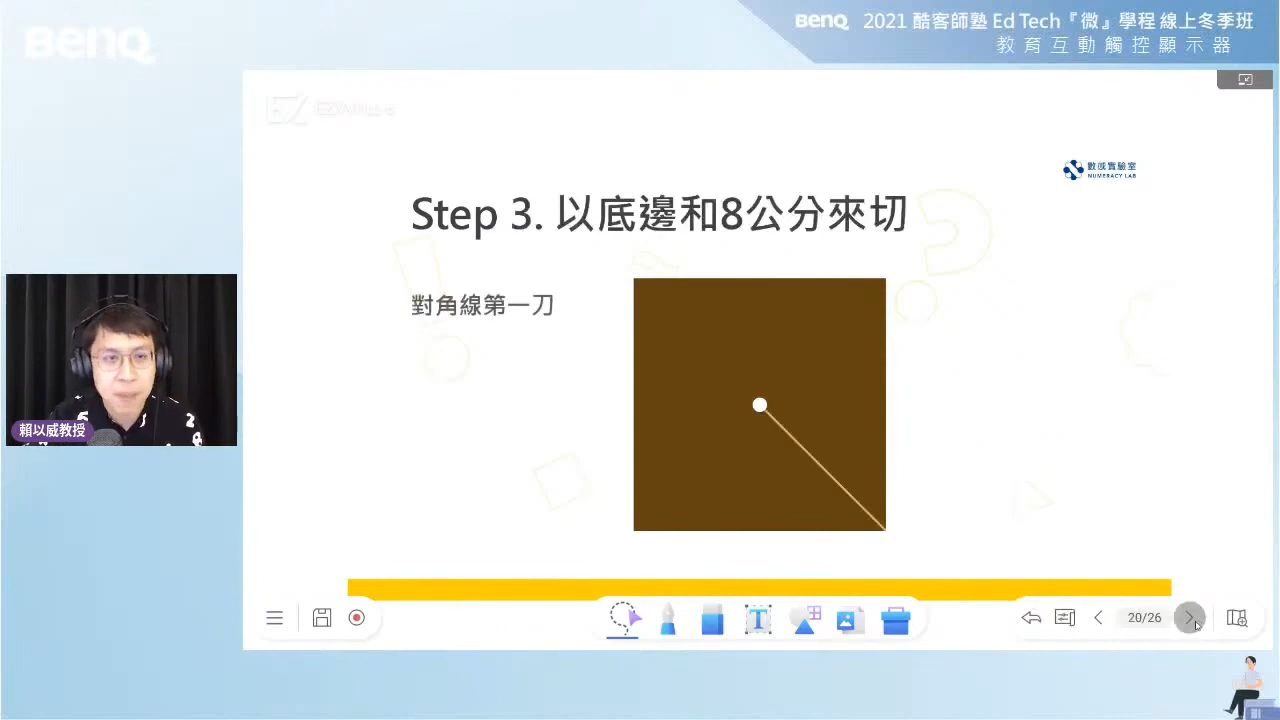 BenQ
BenQ 2021 酷客師塾 Ed Tech『微』學程 線上冬季班
教育互動觸控顯示器
數感實驗室
NUMERACY LAB
Step 3. 以底邊和8公分來切
對角線第一刀
賴以威教授
20/26